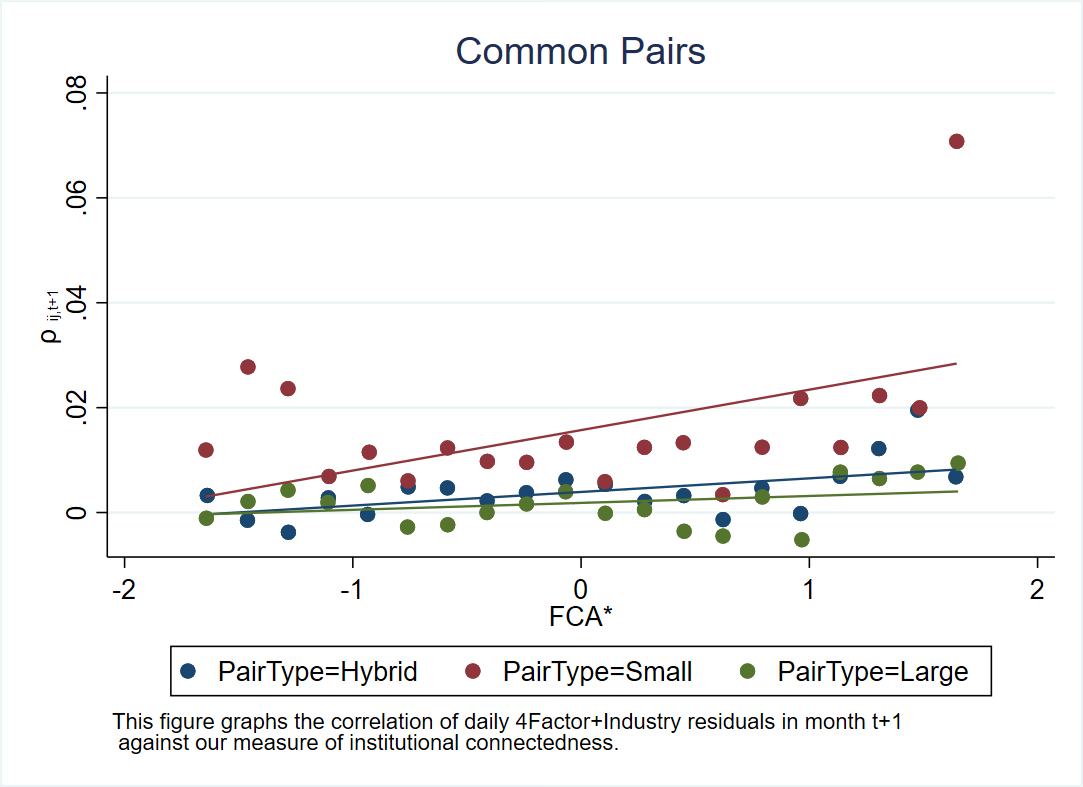 Common Pairs
.08
.06
.04
.02
0
ρ ij,t+1
-2 -1 0 1 2
FCA*
PairType=Hybrid PairType=Small PairType=Large
This figure graphs the correlation of daily 4Factor+Industry residuals in month t+1
against our measure of institutional connectedness.